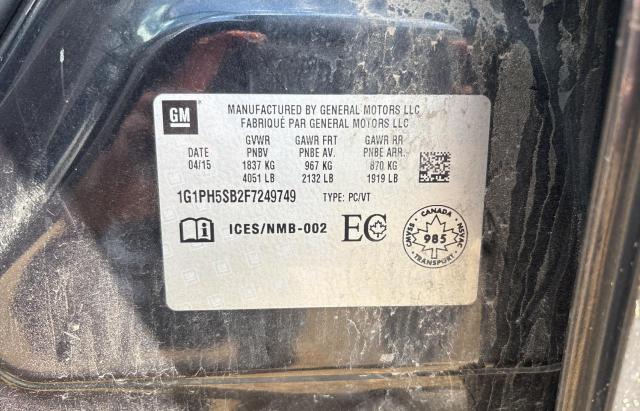 GM
MANUFACTURED BY GENERAL MOTORS LLC
FABRIQUÉ PAR GENERAL MOTORS LLC
GVWR GAWR FRT GAWR RR
DATE PNBV PNBE AV. PNBE ARR.
04/15 1837 KG 967 KG 870 KG
4051 LB 2132 LB 1919 LB
1G1PH5SB2F7249749 TYPE: PC/VT
ICES/NMB-002 EC
CANADA
CMVSS 985 NSVAC
TRANSPORT